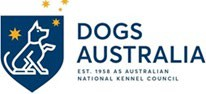 DOGS
AUSTRALIA
EST. 1958 AS AUSTRALIAN
NATIONAL KENNEL COUNCIL